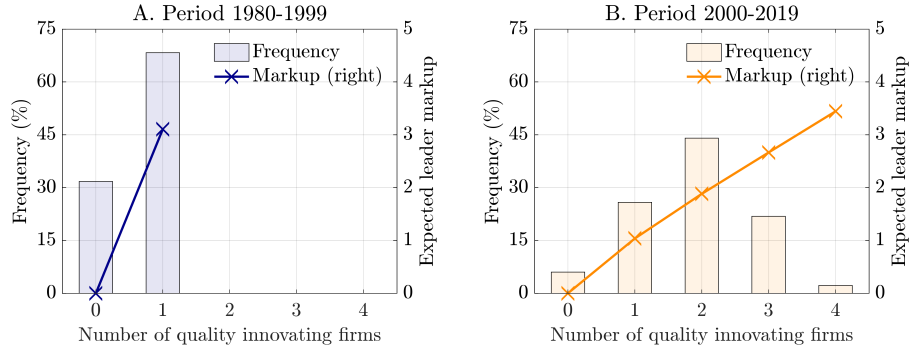 A. Period 1980-1999
75
60
45
30
15
0
Frequency (%)
5
4
3
2
1
0
Expected leader markup
Frequency
Markup (right)
0 1 2 3 4
Number of quality innovating firms
B. Period 2000-2019
75
60
45
30
15
0
Frequency (%)
5
4
3
2
1
0
Expected leader markup
Frequency
Markup (right)
0 1 2 3 4
Number of quality innovating firms